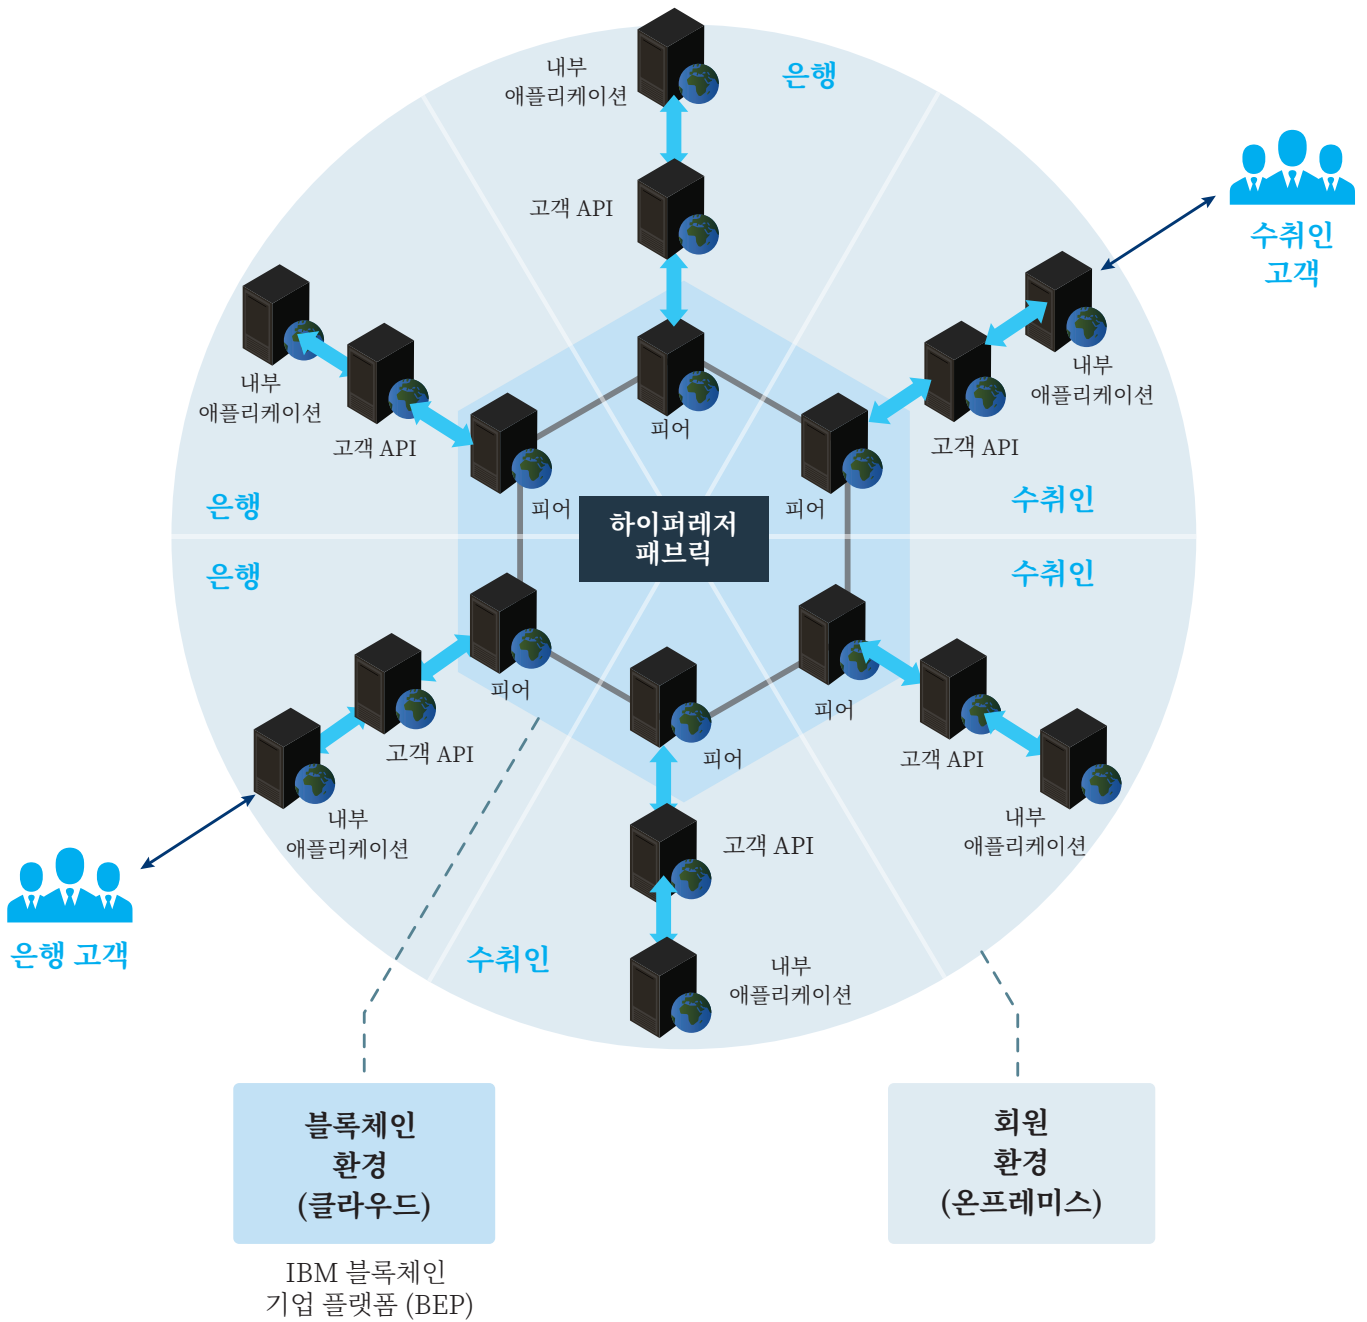 내부
애플리케이션
은행
고객 API
수취인
고객
내부
애플리케이션
고객 API
피어
내부
애플리케이션
고객 API
피어
피어
은행
수취인
하이퍼레저
패브릭
은행
수취인
피어
피어
피어
고객 API
고객 API
내부
애플리케이션
고객 API
내부
애플리케이션
은행 고객
수취인
내부
애플리케이션
블록체인
환경
(클라우드)
회원
환경
(온프레미스)
IBM 블록체인
기업 플랫폼 (BEP)